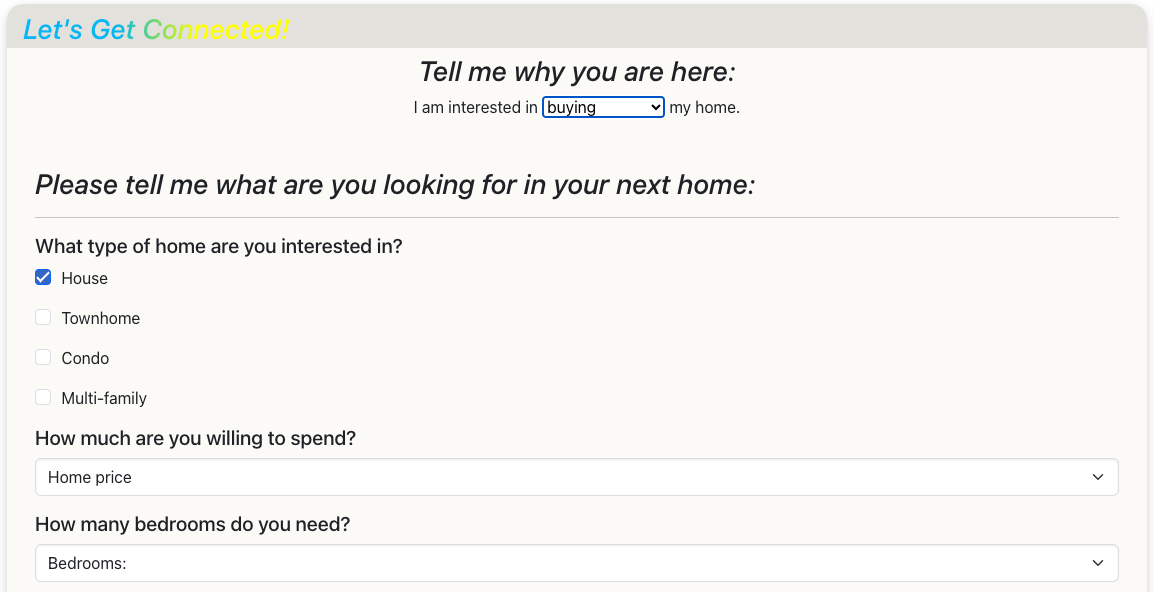 Let's Get Connected!
Tell me why you are here:
I am interested in buying my home.
Please tell me what are you looking for in your next home:
What type of home are you interested in?
House
Townhome
Condo
Multi-family
How much are you willing to spend?
Home price
How many bedrooms do you need?
Bedrooms: